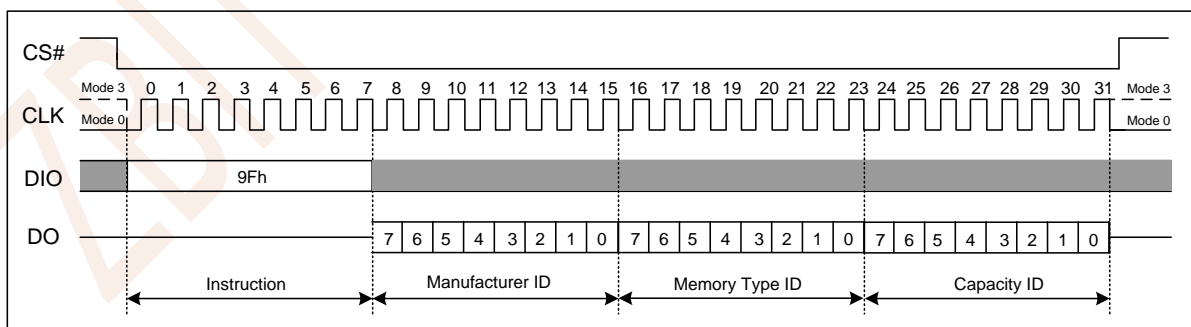 CS#
Mode 3 0 1 2 3 4 5 6 7 8 9 10 11 12 13 14 15 16 17 18 19 20 21 22 23 24 25 26 27 28 29 30 31 Mode 3
CLK
Mode 0 Mode 0
DIO 9Fh
DO 7 6 5 4 3 2 1 0 7 6 5 4 3 2 1 0 7 6 5 4 3 2 1 0
Instruction Manufacturer ID Memory Type ID Capacity ID